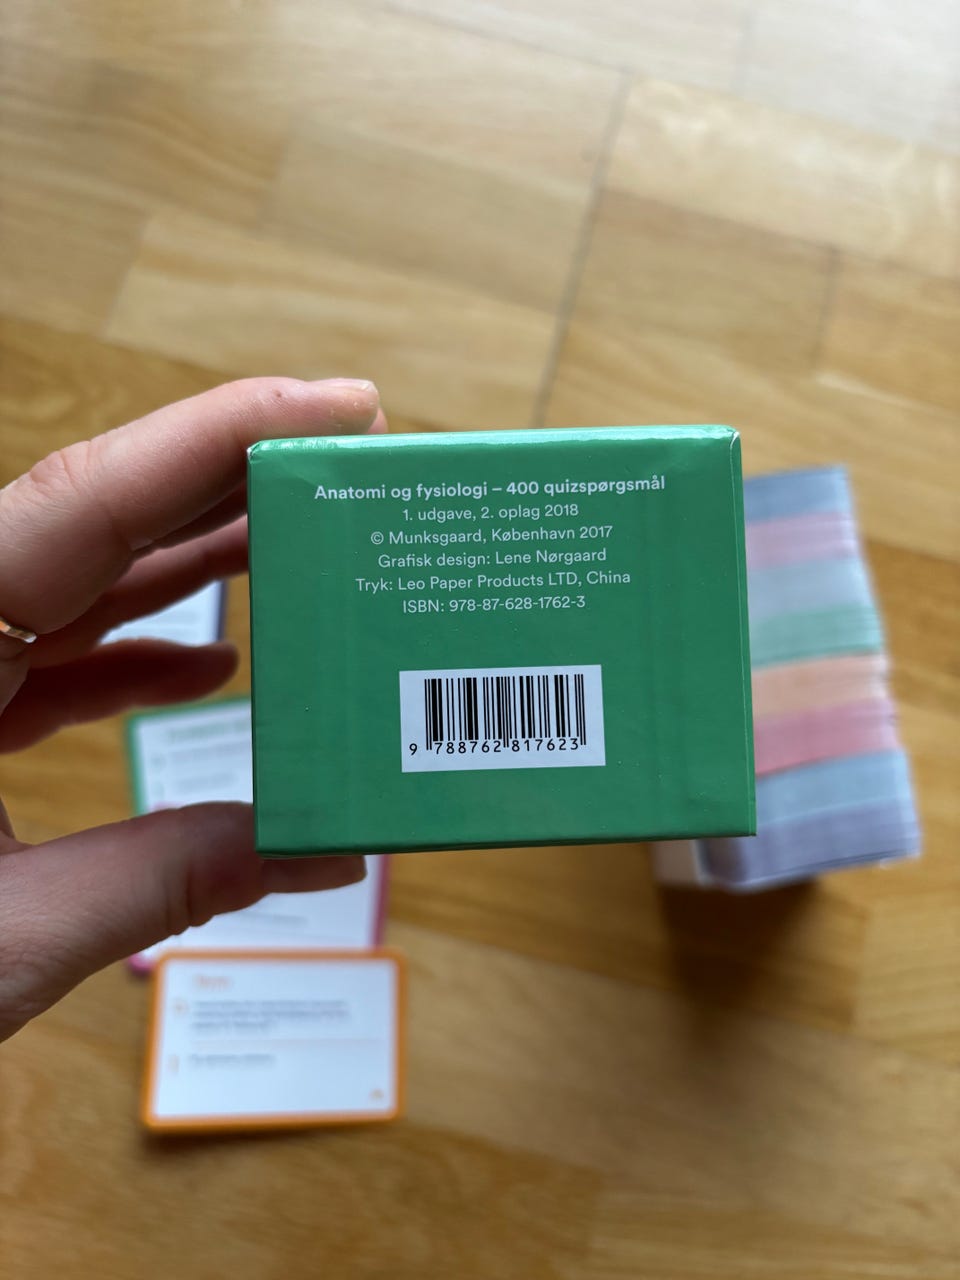 Anatomi og fysiologi – 400 quizspørgsmål
1. udgave, 2. oplag 2018
© Munksgaard, København 2017
Grafisk design: Lene Nørgaard
Tryk: Leo Paper Products LTD, China
ISBN: 978-87-628-1762-3
9 788762 817623